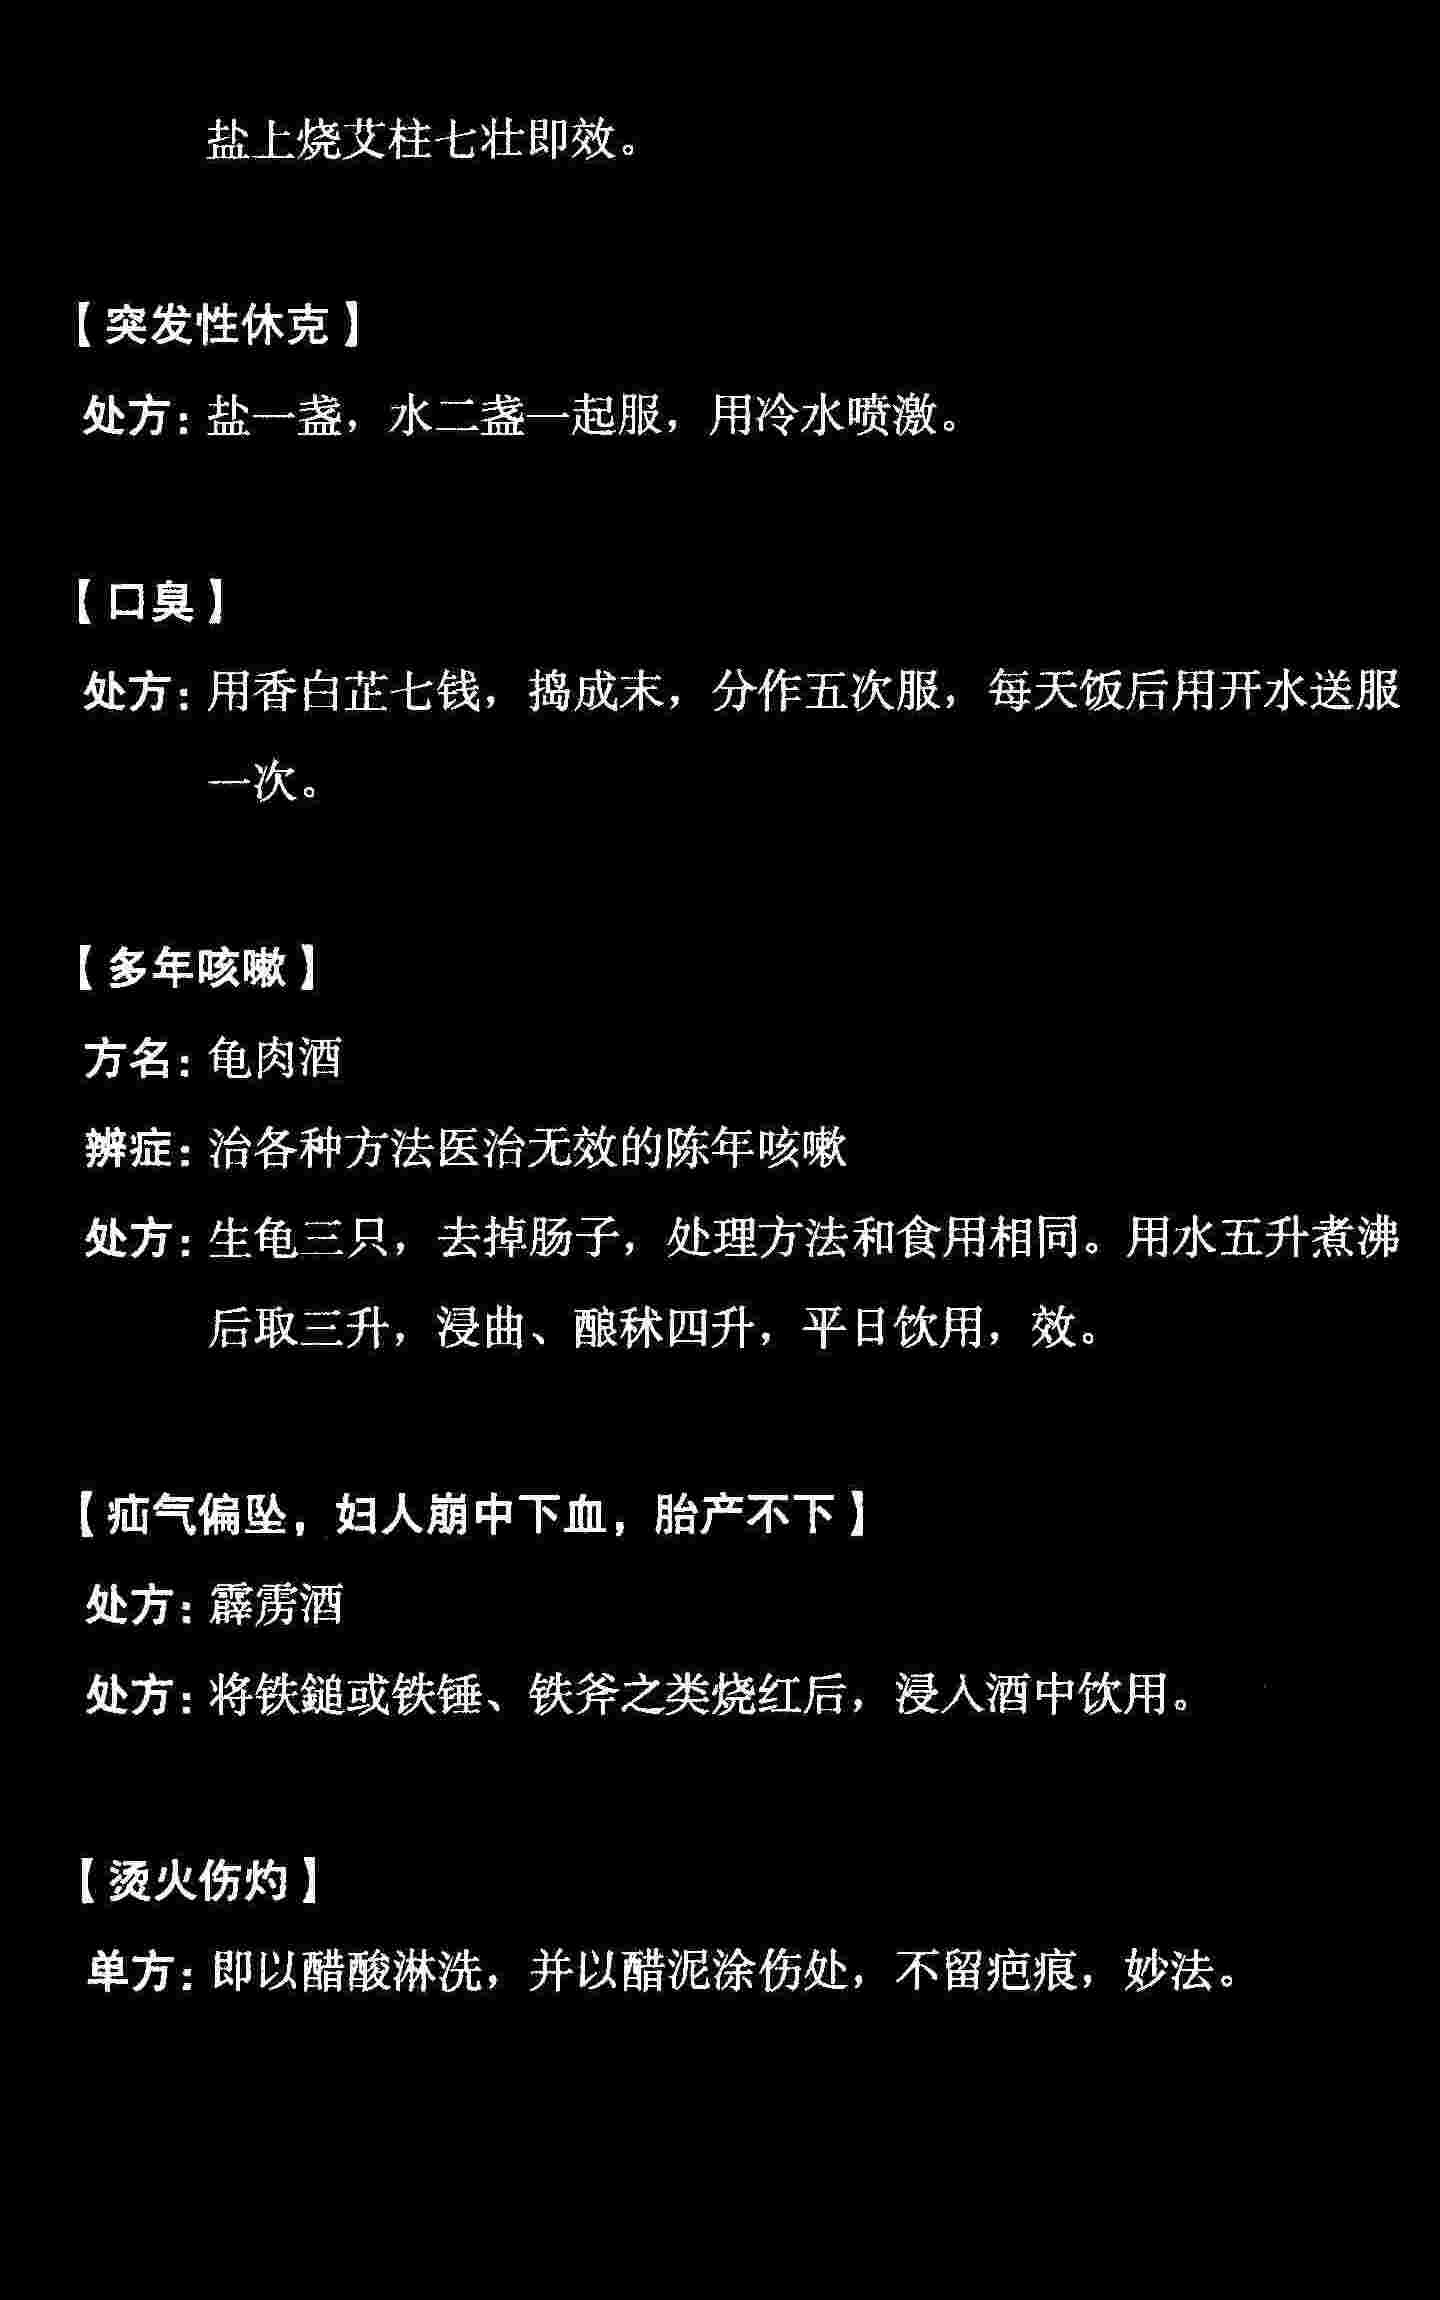 盐上烧艾柱七壮即效。
【突发性休克】
处方：盐一盏，水二盏一起服，用冷水喷激。
【口臭】
处方：用香白芷七钱，捣成末，分作五次服，每天饭后用开水送服
一次。
【多年咳嗽】
方名：龟肉酒
辨症：治各种方法医治无效的陈年咳嗽
处方：生龟三只，去掉肠子，处理方法和食用相同。用水五升煮沸
后取三升，浸曲、酿秫四升，平日饮用，效。
【疝气偏坠，妇人崩中下血，胎产不下】
处方：霹雳酒
处方：将铁鎚或铁锤、铁斧之类烧红后，浸入酒中饮用。
【烫火伤灼】
单方：即以醋酸淋洗，并以醋泥涂伤处，不留疤痕，妙法。